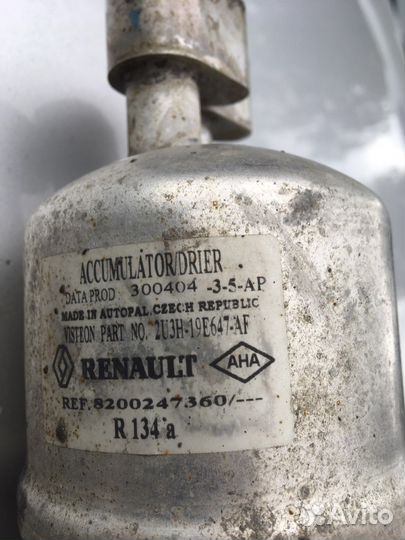 ACCUMULATOR/DRIER
DATA PROD 300404 -3-5-AP
MADE IN AUTOPAL.CZECH REPUBLIC
VISTEON PART NO. 2U3H-19E647-AF
RENAULT AHA
REF.8200247360/---
R 134 a
Avito